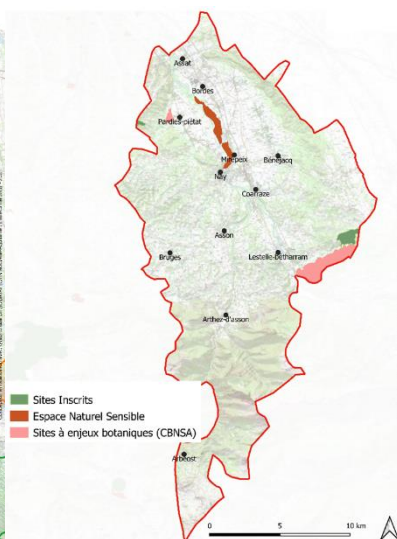 Assat
Bordes
Pardies-piétat
Mirepeix
Bénéjacq
Nay
Coarraze
Asson
Bruges
Lestelle-Bétharram
Arthez-d'asson
Sites Inscrits
Espace Naturel Sensible
Sites à enjeux botaniques (CBNSA)
Arbéost
0 5 10 km